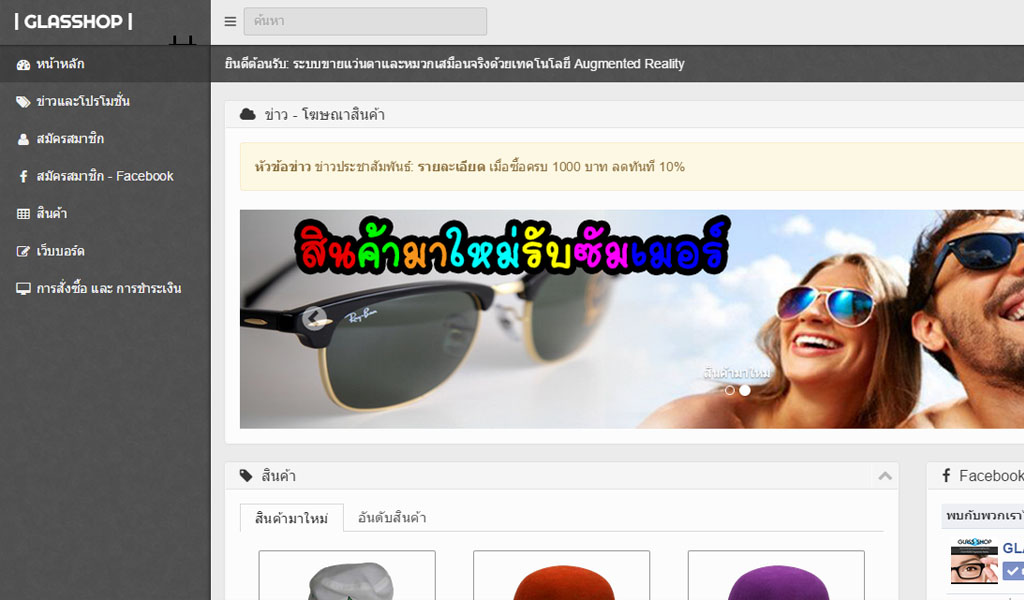 | GLASSHOP |
ค้นหา
หน้าหลัก
ข่าวและโปรโมชั่น
สมัครสมาชิก
สมัครสมาชิก - Facebook
สินค้า
เว็บบอร์ด
การสั่งซื้อ และ การชำระเงิน
ยินดีต้อนรับ: ระบบขายแว่นตาและหมวกเสมือนจริงด้วยเทคโนโลยี Augmented Reality
ข่าว - โฆษณาสินค้า
หัวข้อข่าว ข่าวประชาสัมพันธ์: รายละเอียด เมื่อซื้อครบ 1000 บาท ลดทันที 10%
สินค้ามาใหม่รับซัมเมอร์
Ray-Ban
สินค้ามาใหม่
สินค้า
สินค้ามาใหม่
อันดับสินค้า
Facebook
พบกับพวกเรา
GLASS SHOP
GLA